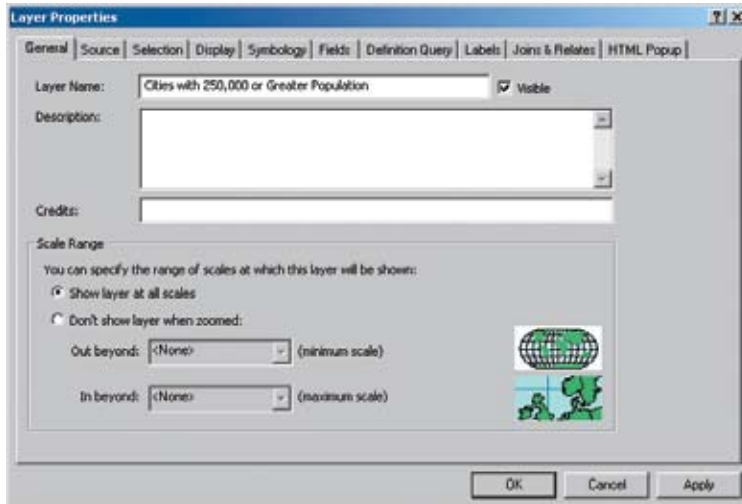 Layer Properties
General Source Selection Display Symbology Fields Definition Query Labels Joins & Relates HTML Popup
Layer Name: Cities with 250,000 or Greater Population Visible
Description:
Credits:
Scale Range
You can specify the range of scales at which this layer will be shown:
Show layer at all scales
Don't show layer when zoomed:
Out beyond: <None> (minimum scale)
In beyond: <None> (maximum scale)
OK Cancel Apply